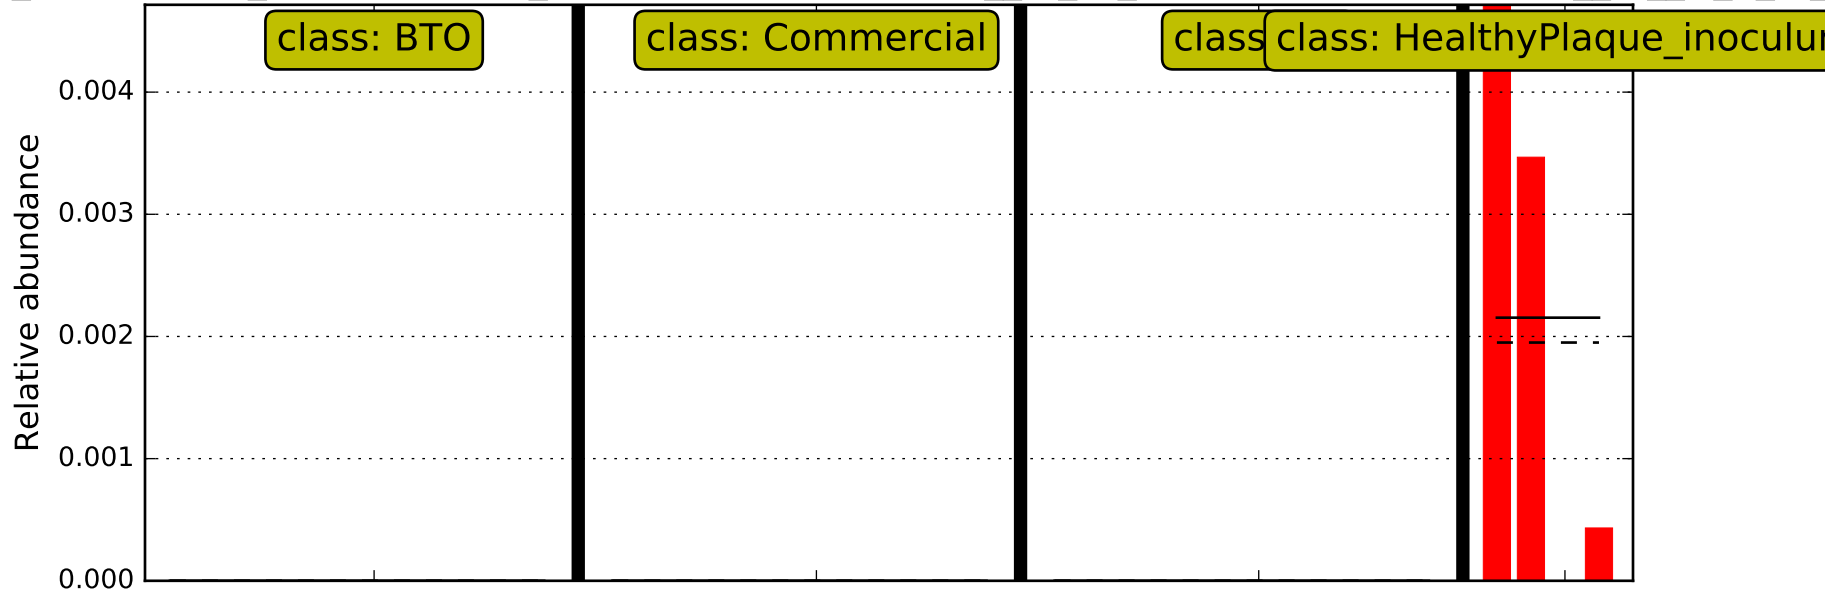 class: BTO
class: Commercial
class
class: HealthyPlaque_inoculu
0.004
0.003
0.002
0.001
0.000
Relative abundance